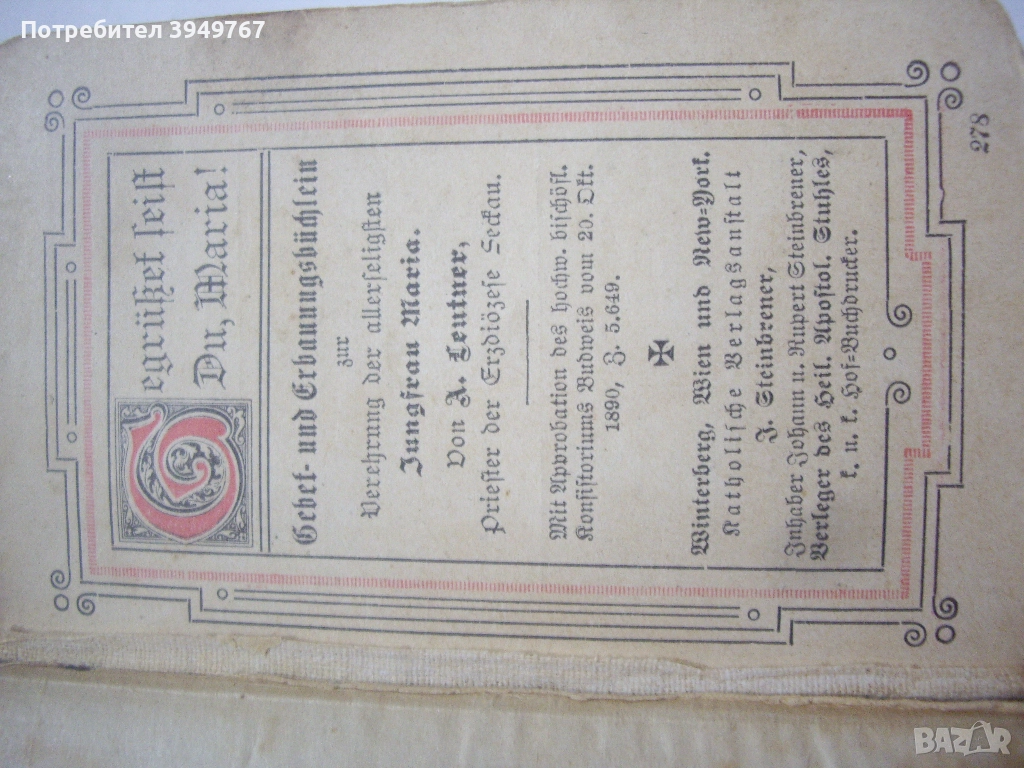 Потребител 3949767
Gegrüßet seist
Du, Maria!
Gebet- und Erbauungsbüchlein
zur
Verehrung der allerseligsten
Jungfrau Maria.
Von A. Leutner,
Priester der Erzdiözese Seckau.
Mit Approbation des hochw. bischöfl.
Konsistoriums Budweis vom 20. Okt.
1890, Z. 5.649.
Winterberg, Wien und New-York.
Katholische Verlagsanstalt
J. Steinbrener,
Inhaber Johann u. Rupert Steinbrener,
Verleger des Heil. Apostol. Stuhles,
k. u. k. Hof-Buchdrucker.
278
BAZAR